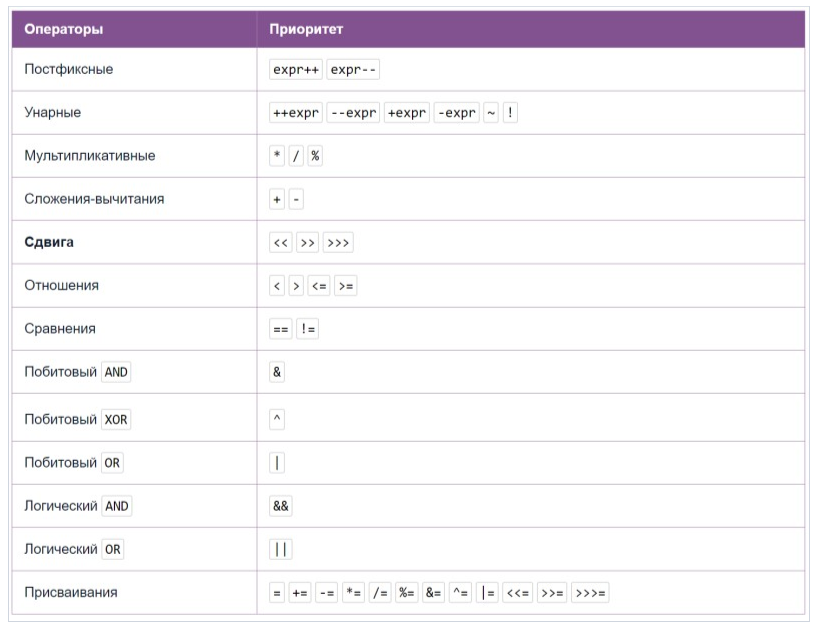 Операторы Приоритет
Постфиксные expr++ expr--
Унарные ++expr --expr +expr -expr ~ !
Мультипликативные * / %
Сложения-вычитания + -
Сдвига << >> >>>
Отношения < > <= >=
Сравнения == !=
Побитовый AND &
Побитовый XOR ^
Побитовый OR |
Логический AND &&
Логический OR ||
Присваивания = += -= *= /= %= &= ^= |= <<= >>= >>>=